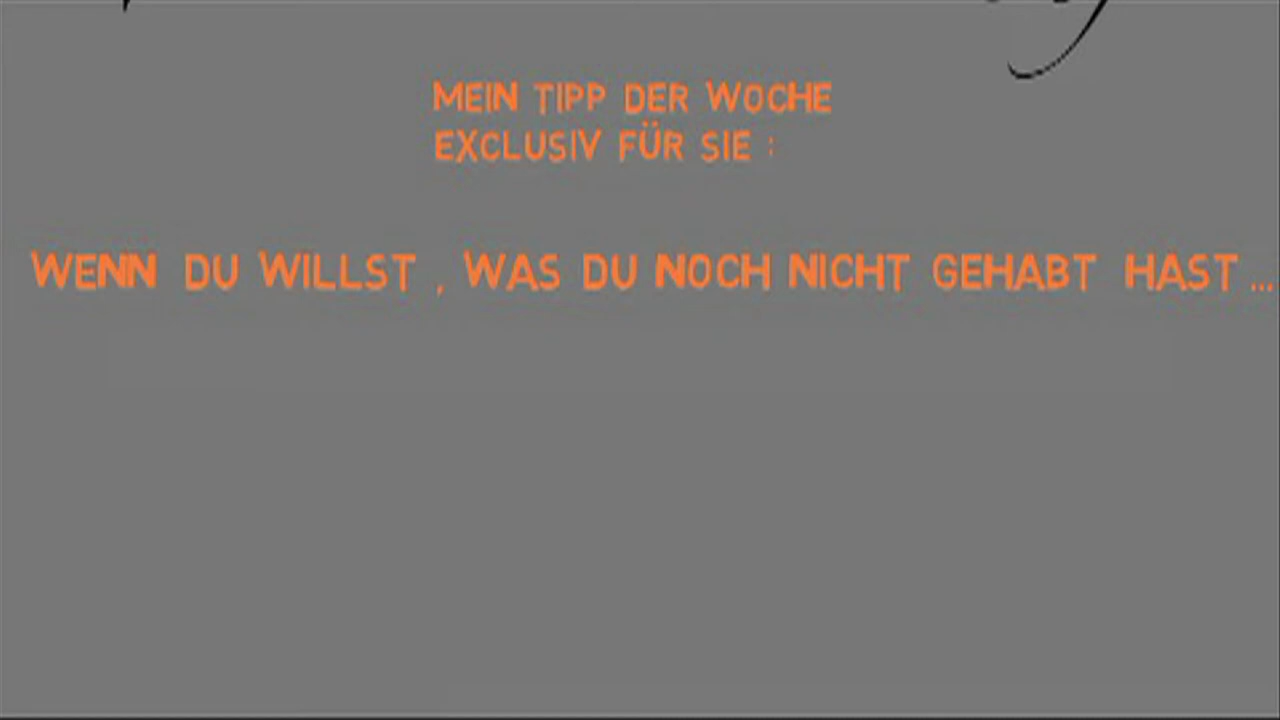 MEIN TIPP DER WOCHE
EXCLUSIV FÜR SIE :
WENN DU WILLST , WAS DU NOCH NICHT GEHABT HAST ...